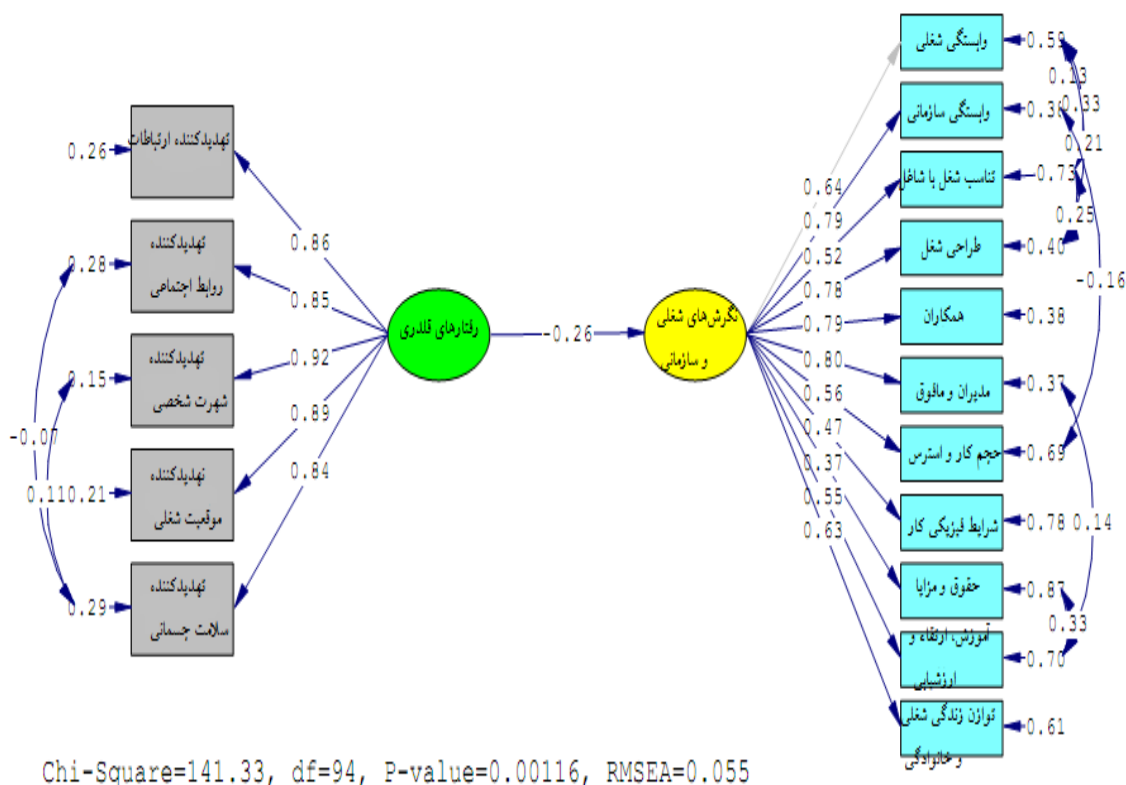 تهدیدکننده ارتباطات
تهدیدکننده
روابط اجتماعی
تهدیدکننده
شهرت شخصی
تهدیدکننده
موقعیت شغلی
تهدیدکننده
سلامت جسمانی
0.26
0.28
0.15
0.21
0.29
-0.07
0.11
0.86
0.85
0.92
0.89
0.84
رفتارهای قلدری
-0.26
نگرش‌های شغلی
و سازمانی
0.64
0.79
0.52
0.78
0.79
0.80
0.56
0.47
0.37
0.55
0.63
وابستگی شغلی
وابستگی سازمانی
تناسب شغل با شاغل
طراحی شغل
همکاران
مدیران و مافوق
حجم کار و استرس
شرایط فیزیکی کار
حقوق و مزایا
آموزش، ارتقاء و
ارزشیابی
توازن زندگی شغلی
و خانوادگی
0.59
0.73
0.40
0.38
0.37
0.69
0.78
0.87
0.70
0.61
0.13
0.33
0.21
0.25
-0.16
0.14
0.33
Chi-Square=141.33, df=94, P-value=0.00116, RMSEA=0.055